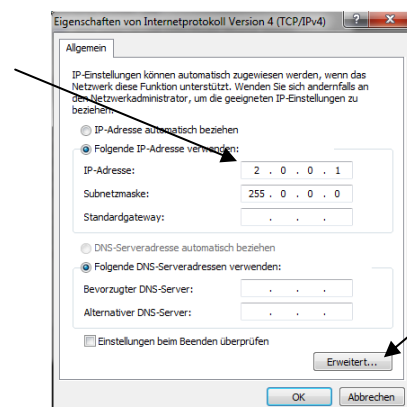 Eigenschaften von Internetprotokoll Version 4 (TCP/IPv4)
Allgemein
IP-Einstellungen können automatisch zugewiesen werden, wenn das
Netzwerk diese Funktion unterstützt. Wenden Sie sich andernfalls an
den Netzwerkadministrator, um die geeigneten IP-Einstellungen zu
beziehen.
IP-Adresse automatisch beziehen
Folgende IP-Adresse verwenden:
IP-Adresse: 2 . 0 . 0 . 1
Subnetzmaske: 255 . 0 . 0 . 0
Standardgateway: . . .
DNS-Serveradresse automatisch beziehen
Folgende DNS-Serveradressen verwenden:
Bevorzugter DNS-Server: . . .
Alternativer DNS-Server: . . .
Einstellungen beim Beenden überprüfen
Erweitert...
OK Abbrechen